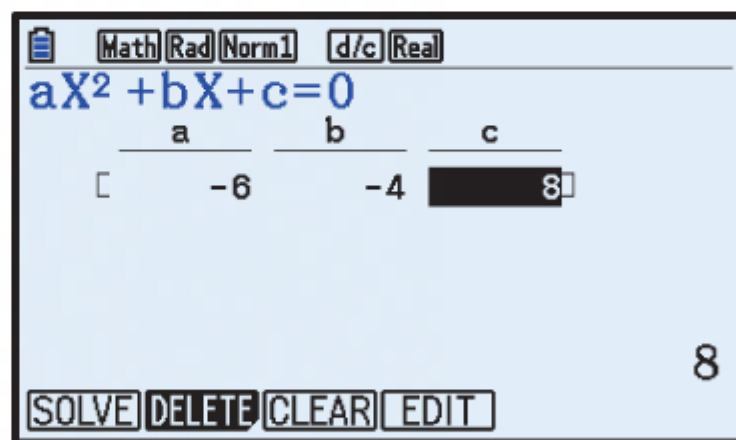 Math Rad Norm1 d/c Real
aX² +bX+c=0
a b c
[ -6 -4 8]
8
SOLVE DELETE CLEAR EDIT